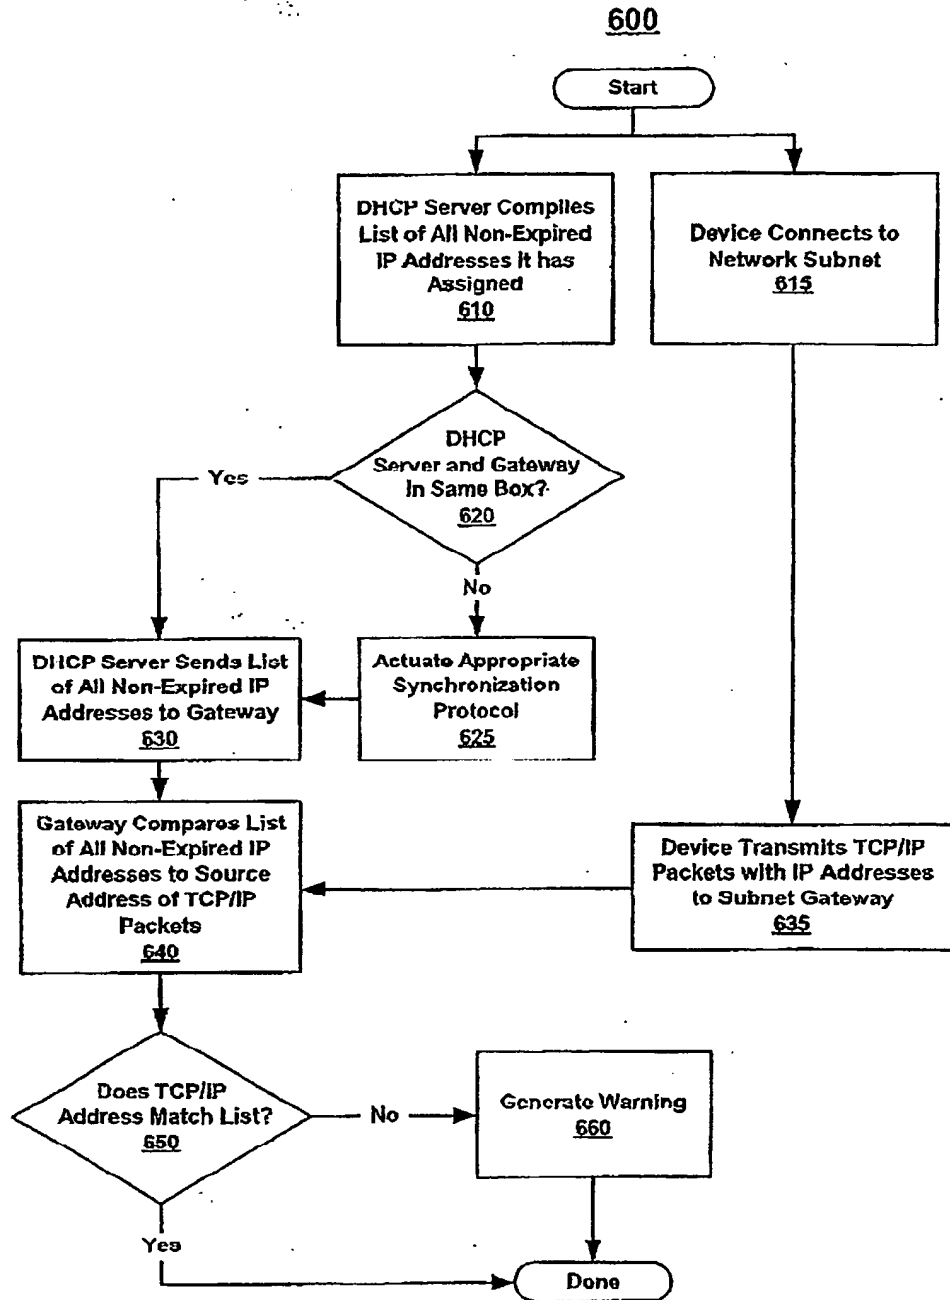 600
Start
DHCP Server Compiles
List of All Non-Expired
IP Addresses It has
Assigned
610
Device Connects to
Network Subnet
615
DHCP
Server and Gateway
In Same Box?
620
Yes
No
DHCP Server Sends List
of All Non-Expired IP
Addresses to Gateway
630
Actuate Appropriate
Synchronization
Protocol
625
Gateway Compares List
of All Non-Expired IP
Addresses to Source
Address of TCP/IP
Packets
640
Device Transmits TCP/IP
Packets with IP Addresses
to Subnet Gateway
635
Does TCP/IP
Address Match List?
650
No
Generate Warning
660
Yes
Done